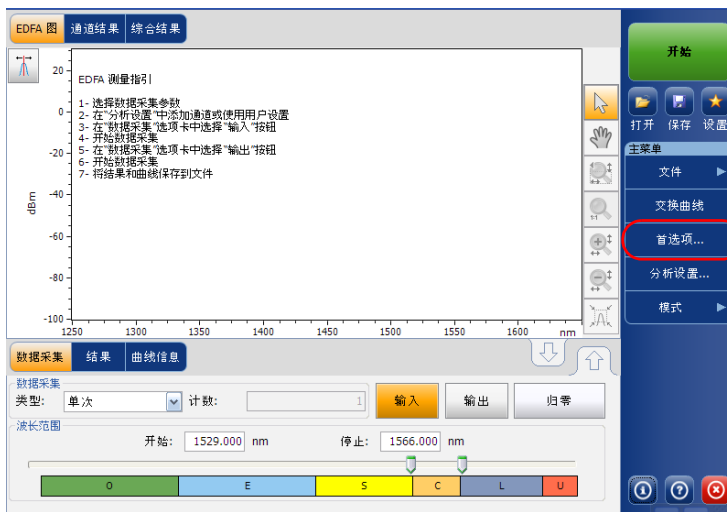 EDFA 图 通道结果 综合结果
EDFA 测量指引
1- 选择数据采集参数
2- 在"分析设置"中添加通道或使用用户设置
3- 在"数据采集"选项卡中选择"输入"按钮
4- 开始数据采集
5- 在"数据采集"选项卡中选择"输出"按钮
6- 开始数据采集
7- 将结果和曲线保存到文件
20
0
-20
-40
-60
-80
-100
dBm
1250 1300 1350 1400 1450 1500 1550 1600 nm
1:1
开始
打开 保存 设置
主菜单
文件
交换曲线
首选项...
分析设置...
模式
数据采集 结果 曲线信息
数据采集
类型: 单次 计数: 1 输入 输出 归零
波长范围
开始: 1529.000 nm 停止: 1566.000 nm
O E S C L U